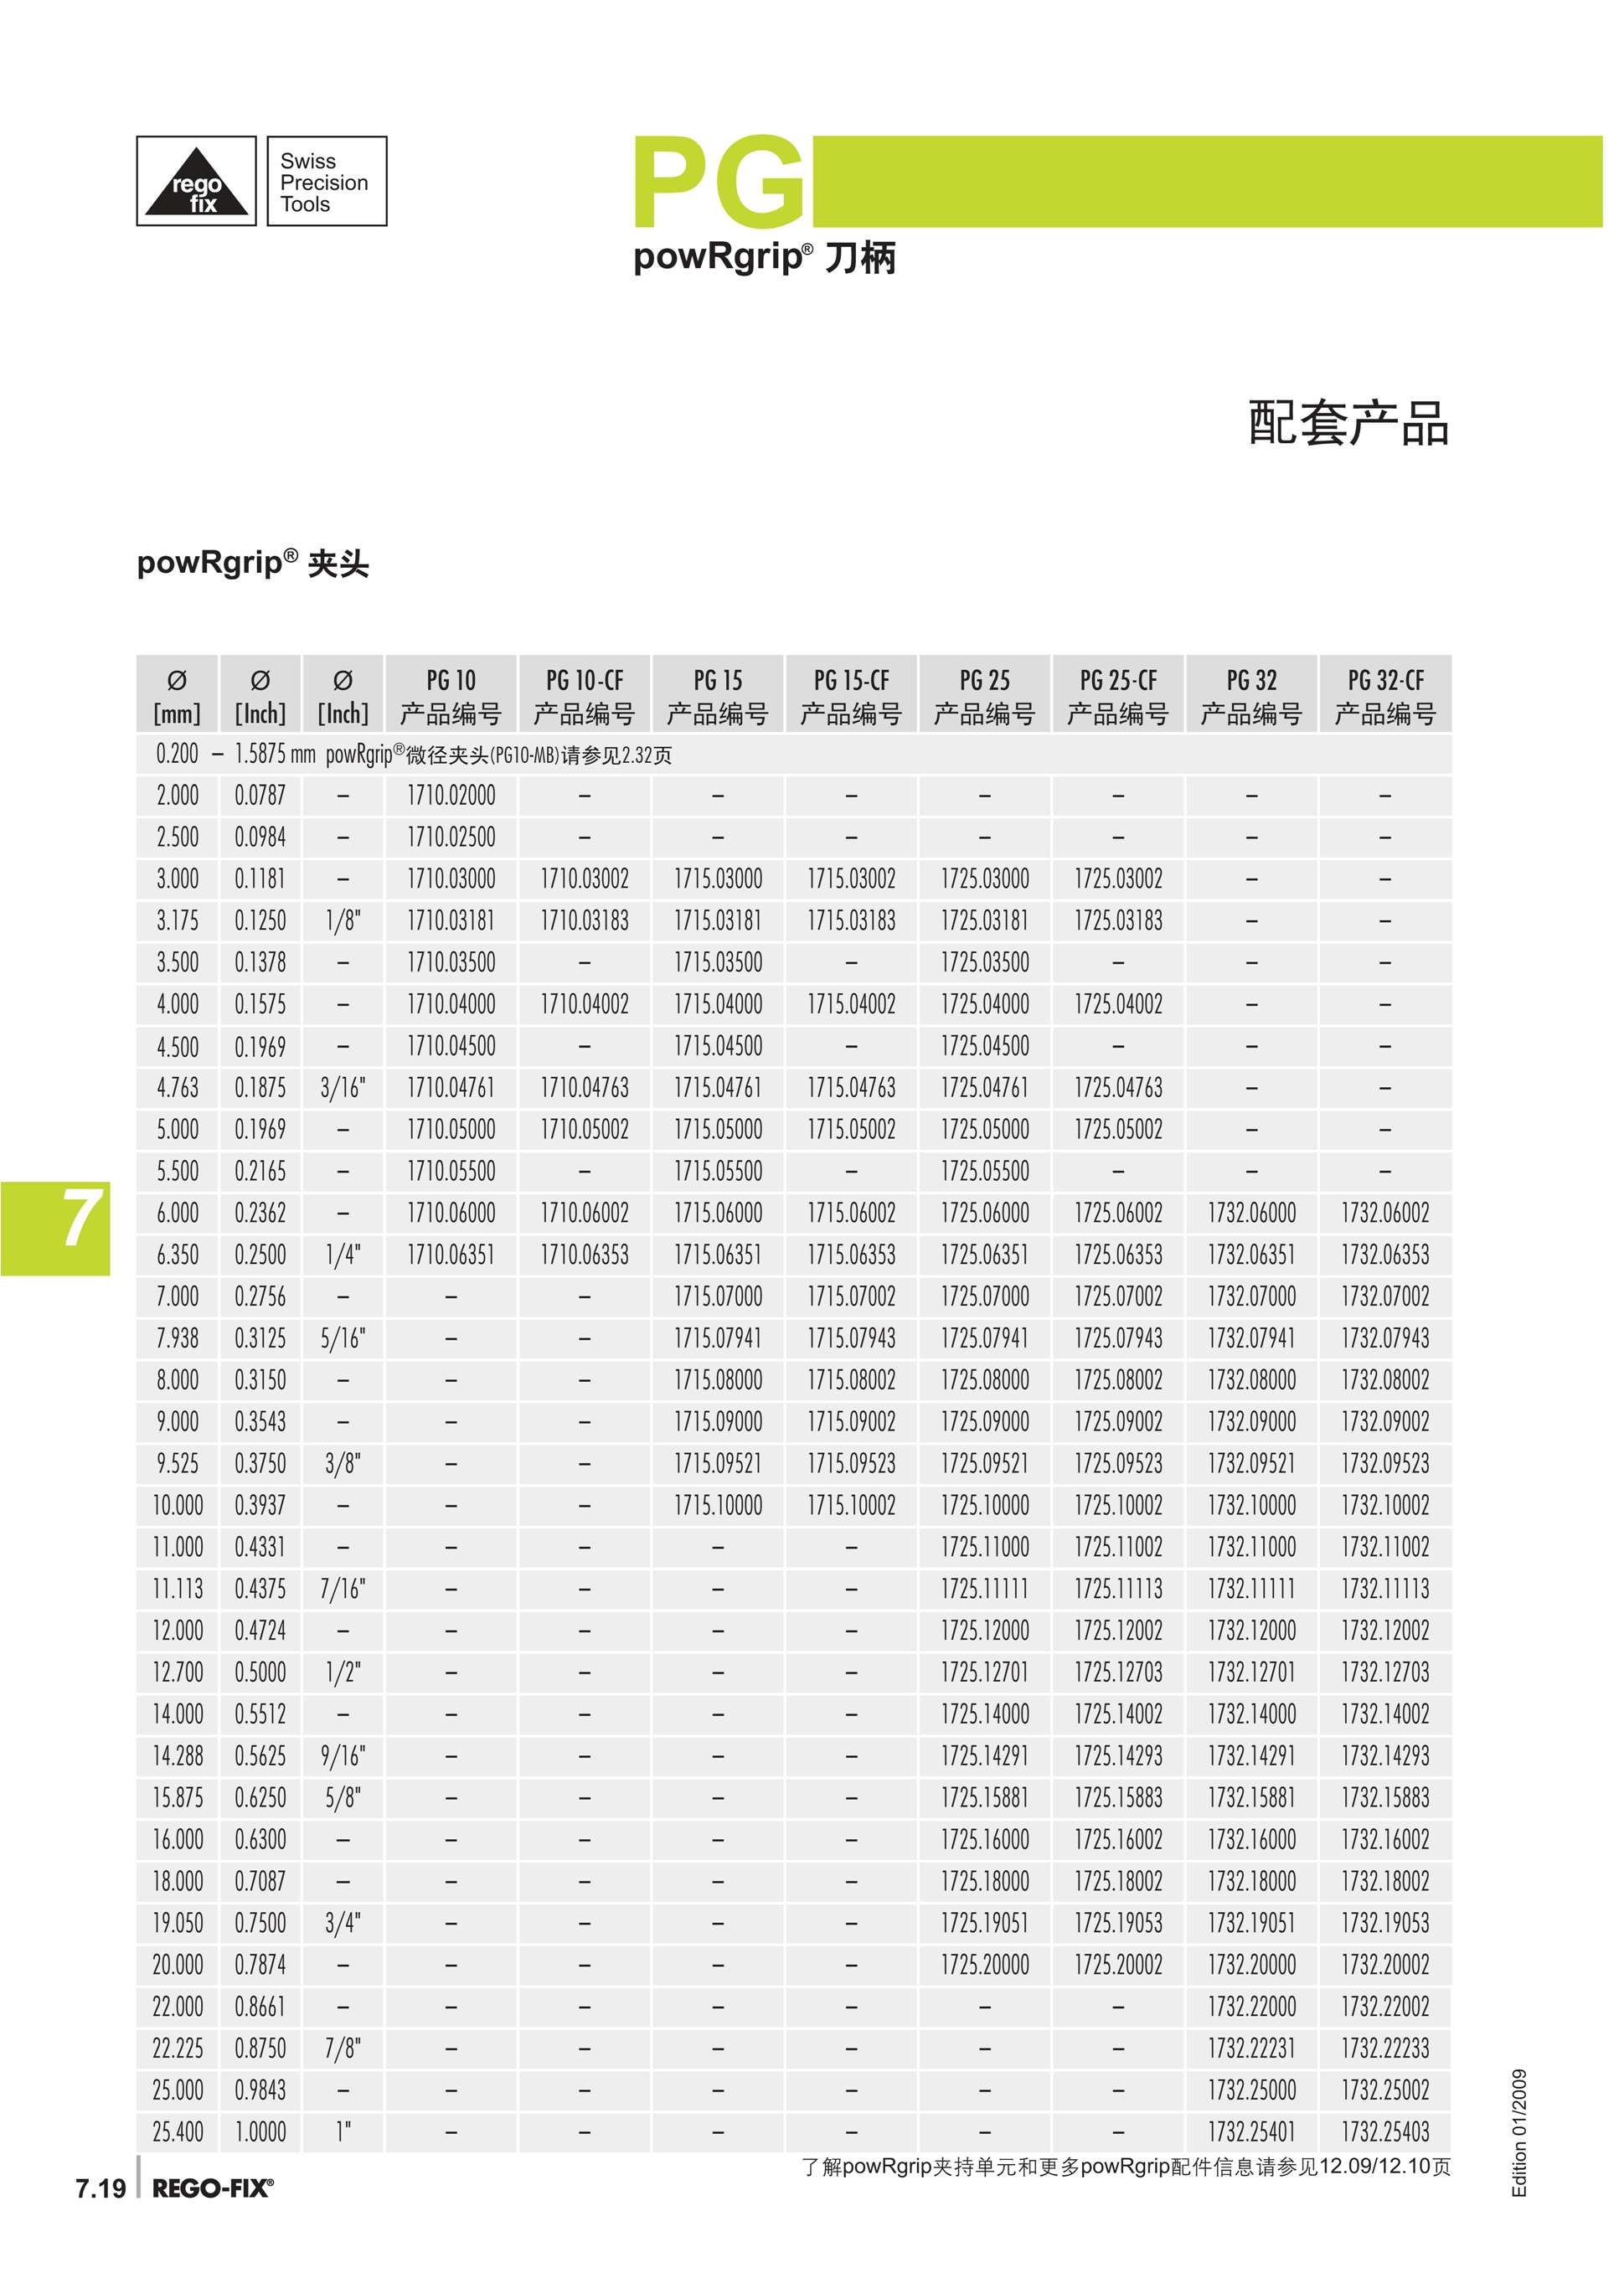 rego
fix
Swiss
Precision
Tools
PG
powRgrip® 刀柄
配套产品
powRgrip® 夹头
Ø [mm] Ø [Inch] Ø [Inch] PG 10 产品编号 PG 10-CF 产品编号 PG 15 产品编号 PG 15-CF 产品编号 PG 25 产品编号 PG 25-CF 产品编号 PG 32 产品编号 PG 32-CF 产品编号
0.200 – 1.5875 mm powRgrip®微径夹头(PG10-MB)请参见2.32页
2.000 0.0787 – 1710.02000 – – – – – – –
2.500 0.0984 – 1710.02500 – – – – – – –
3.000 0.1181 – 1710.03000 1710.03002 1715.03000 1715.03002 1725.03000 1725.03002 – –
3.175 0.1250 1/8" 1710.03181 1710.03183 1715.03181 1715.03183 1725.03181 1725.03183 – –
3.500 0.1378 – 1710.03500 – 1715.03500 – 1725.03500 – – –
4.000 0.1575 – 1710.04000 1710.04002 1715.04000 1715.04002 1725.04000 1725.04002 – –
4.500 0.1969 – 1710.04500 – 1715.04500 – 1725.04500 – – –
4.763 0.1875 3/16" 1710.04761 1710.04763 1715.04761 1715.04763 1725.04761 1725.04763 – –
5.000 0.1969 – 1710.05000 1710.05002 1715.05000 1715.05002 1725.05000 1725.05002 – –
5.500 0.2165 – 1710.05500 – 1715.05500 – 1725.05500 – – –
6.000 0.2362 – 1710.06000 1710.06002 1715.06000 1715.06002 1725.06000 1725.06002 1732.06000 1732.06002
6.350 0.2500 1/4" 1710.06351 1710.06353 1715.06351 1715.06353 1725.06351 1725.06353 1732.06351 1732.06353
7.000 0.2756 – – – 1715.07000 1715.07002 1725.07000 1725.07002 1732.07000 1732.07002
7.938 0.3125 5/16" – – 1715.07941 1715.07943 1725.07941 1725.07943 1732.07941 1732.07943
8.000 0.3150 – – – 1715.08000 1715.08002 1725.08000 1725.08002 1732.08000 1732.08002
9.000 0.3543 – – – 1715.09000 1715.09002 1725.09000 1725.09002 1732.09000 1732.09002
9.525 0.3750 3/8" – – 1715.09521 1715.09523 1725.09521 1725.09523 1732.09521 1732.09523
10.000 0.3937 – – – 1715.10000 1715.10002 1725.10000 1725.10002 1732.10000 1732.10002
11.000 0.4331 – – – – – 1725.11000 1725.11002 1732.11000 1732.11002
11.113 0.4375 7/16" – – – – 1725.11111 1725.11113 1732.11111 1732.11113
12.000 0.4724 – – – – – 1725.12000 1725.12002 1732.12000 1732.12002
12.700 0.5000 1/2" – – – – 1725.12701 1725.12703 1732.12701 1732.12703
14.000 0.5512 – – – – – 1725.14000 1725.14002 1732.14000 1732.14002
14.288 0.5625 9/16" – – – – 1725.14291 1725.14293 1732.14291 1732.14293
15.875 0.6250 5/8" – – – – 1725.15881 1725.15883 1732.15881 1732.15883
16.000 0.6300 – – – – – 1725.16000 1725.16002 1732.16000 1732.16002
18.000 0.7087 – – – – – 1725.18000 1725.18002 1732.18000 1732.18002
19.050 0.7500 3/4" – – – – 1725.19051 1725.19053 1732.19051 1732.19053
20.000 0.7874 – – – – – 1725.20000 1725.20002 1732.20000 1732.20002
22.000 0.8661 – – – – – – – 1732.22000 1732.22002
22.225 0.8750 7/8" – – – – – – 1732.22231 1732.22233
25.000 0.9843 – – – – – – – 1732.25000 1732.25002
25.400 1.0000 1" – – – – – – 1732.25401 1732.25403
7
了解powRgrip夹持单元和更多powRgrip配件信息请参见12.09/12.10页
7.19 REGO-FIX®
Edition 01/2009